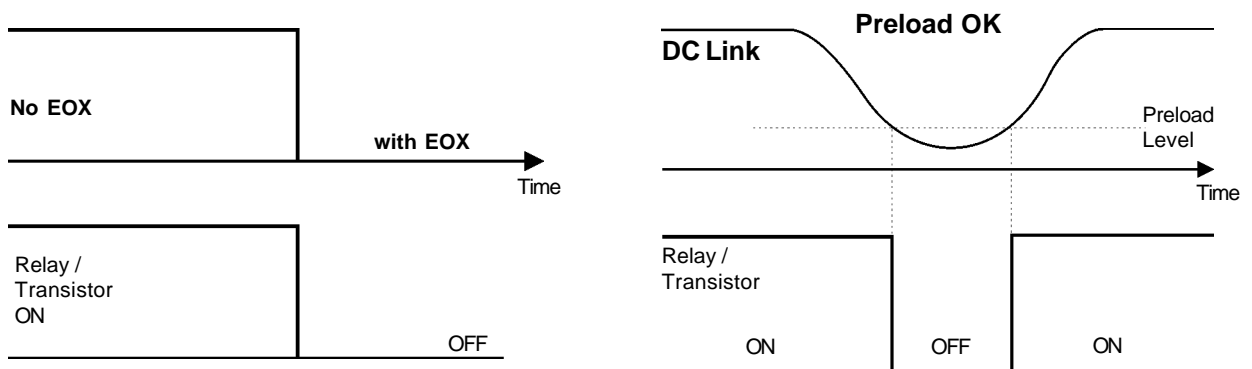 No EOX
with EOX
Time
Relay /
Transistor
ON
OFF
Preload OK
DC Link
Preload
Level
Time
Relay /
Transistor
ON
OFF
ON